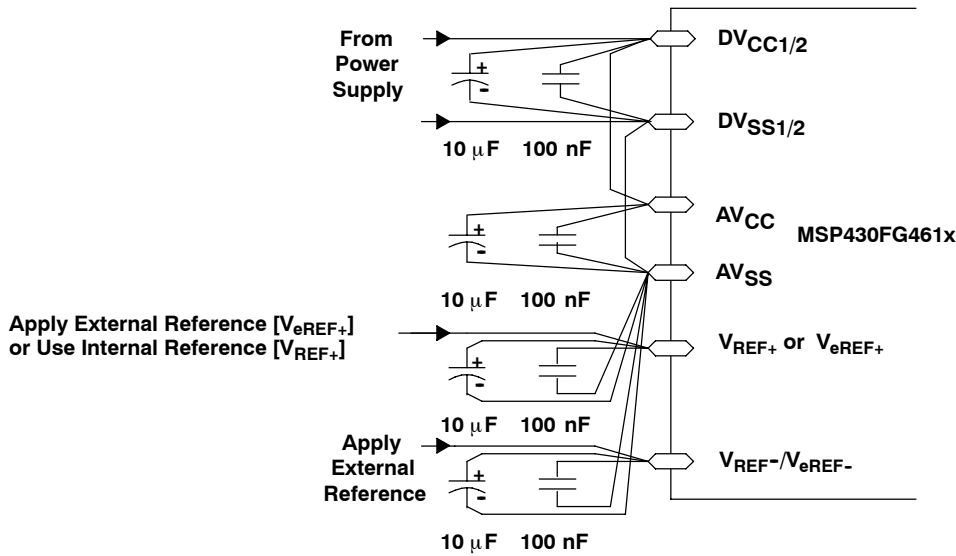 From
Power
Supply
DVCC1/2
+
-
DVSS1/2
10 μF 100 nF
AVCC
MSP430FG461x
+
-
AVSS
10 μF 100 nF
Apply External Reference [VeREF+]
or Use Internal Reference [VREF+]
VREF+ or VeREF+
+
-
10 μF 100 nF
Apply
External
Reference
VREF-/VeREF-
+
-
10 μF 100 nF